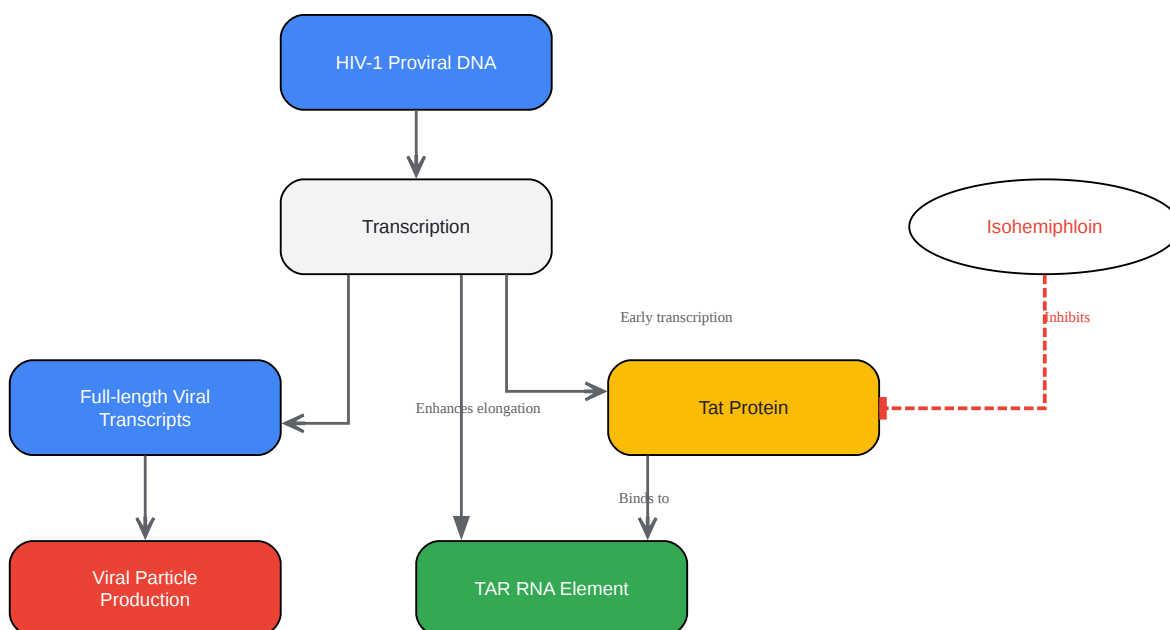 HIV-1 Proviral DNA
Transcription
Isohemiphloin
Early transcription
Inhibits
Full-length Viral
Transcripts
Enhances elongation
Tat Protein
Binds to
Viral Particle
Production
TAR RNA Element